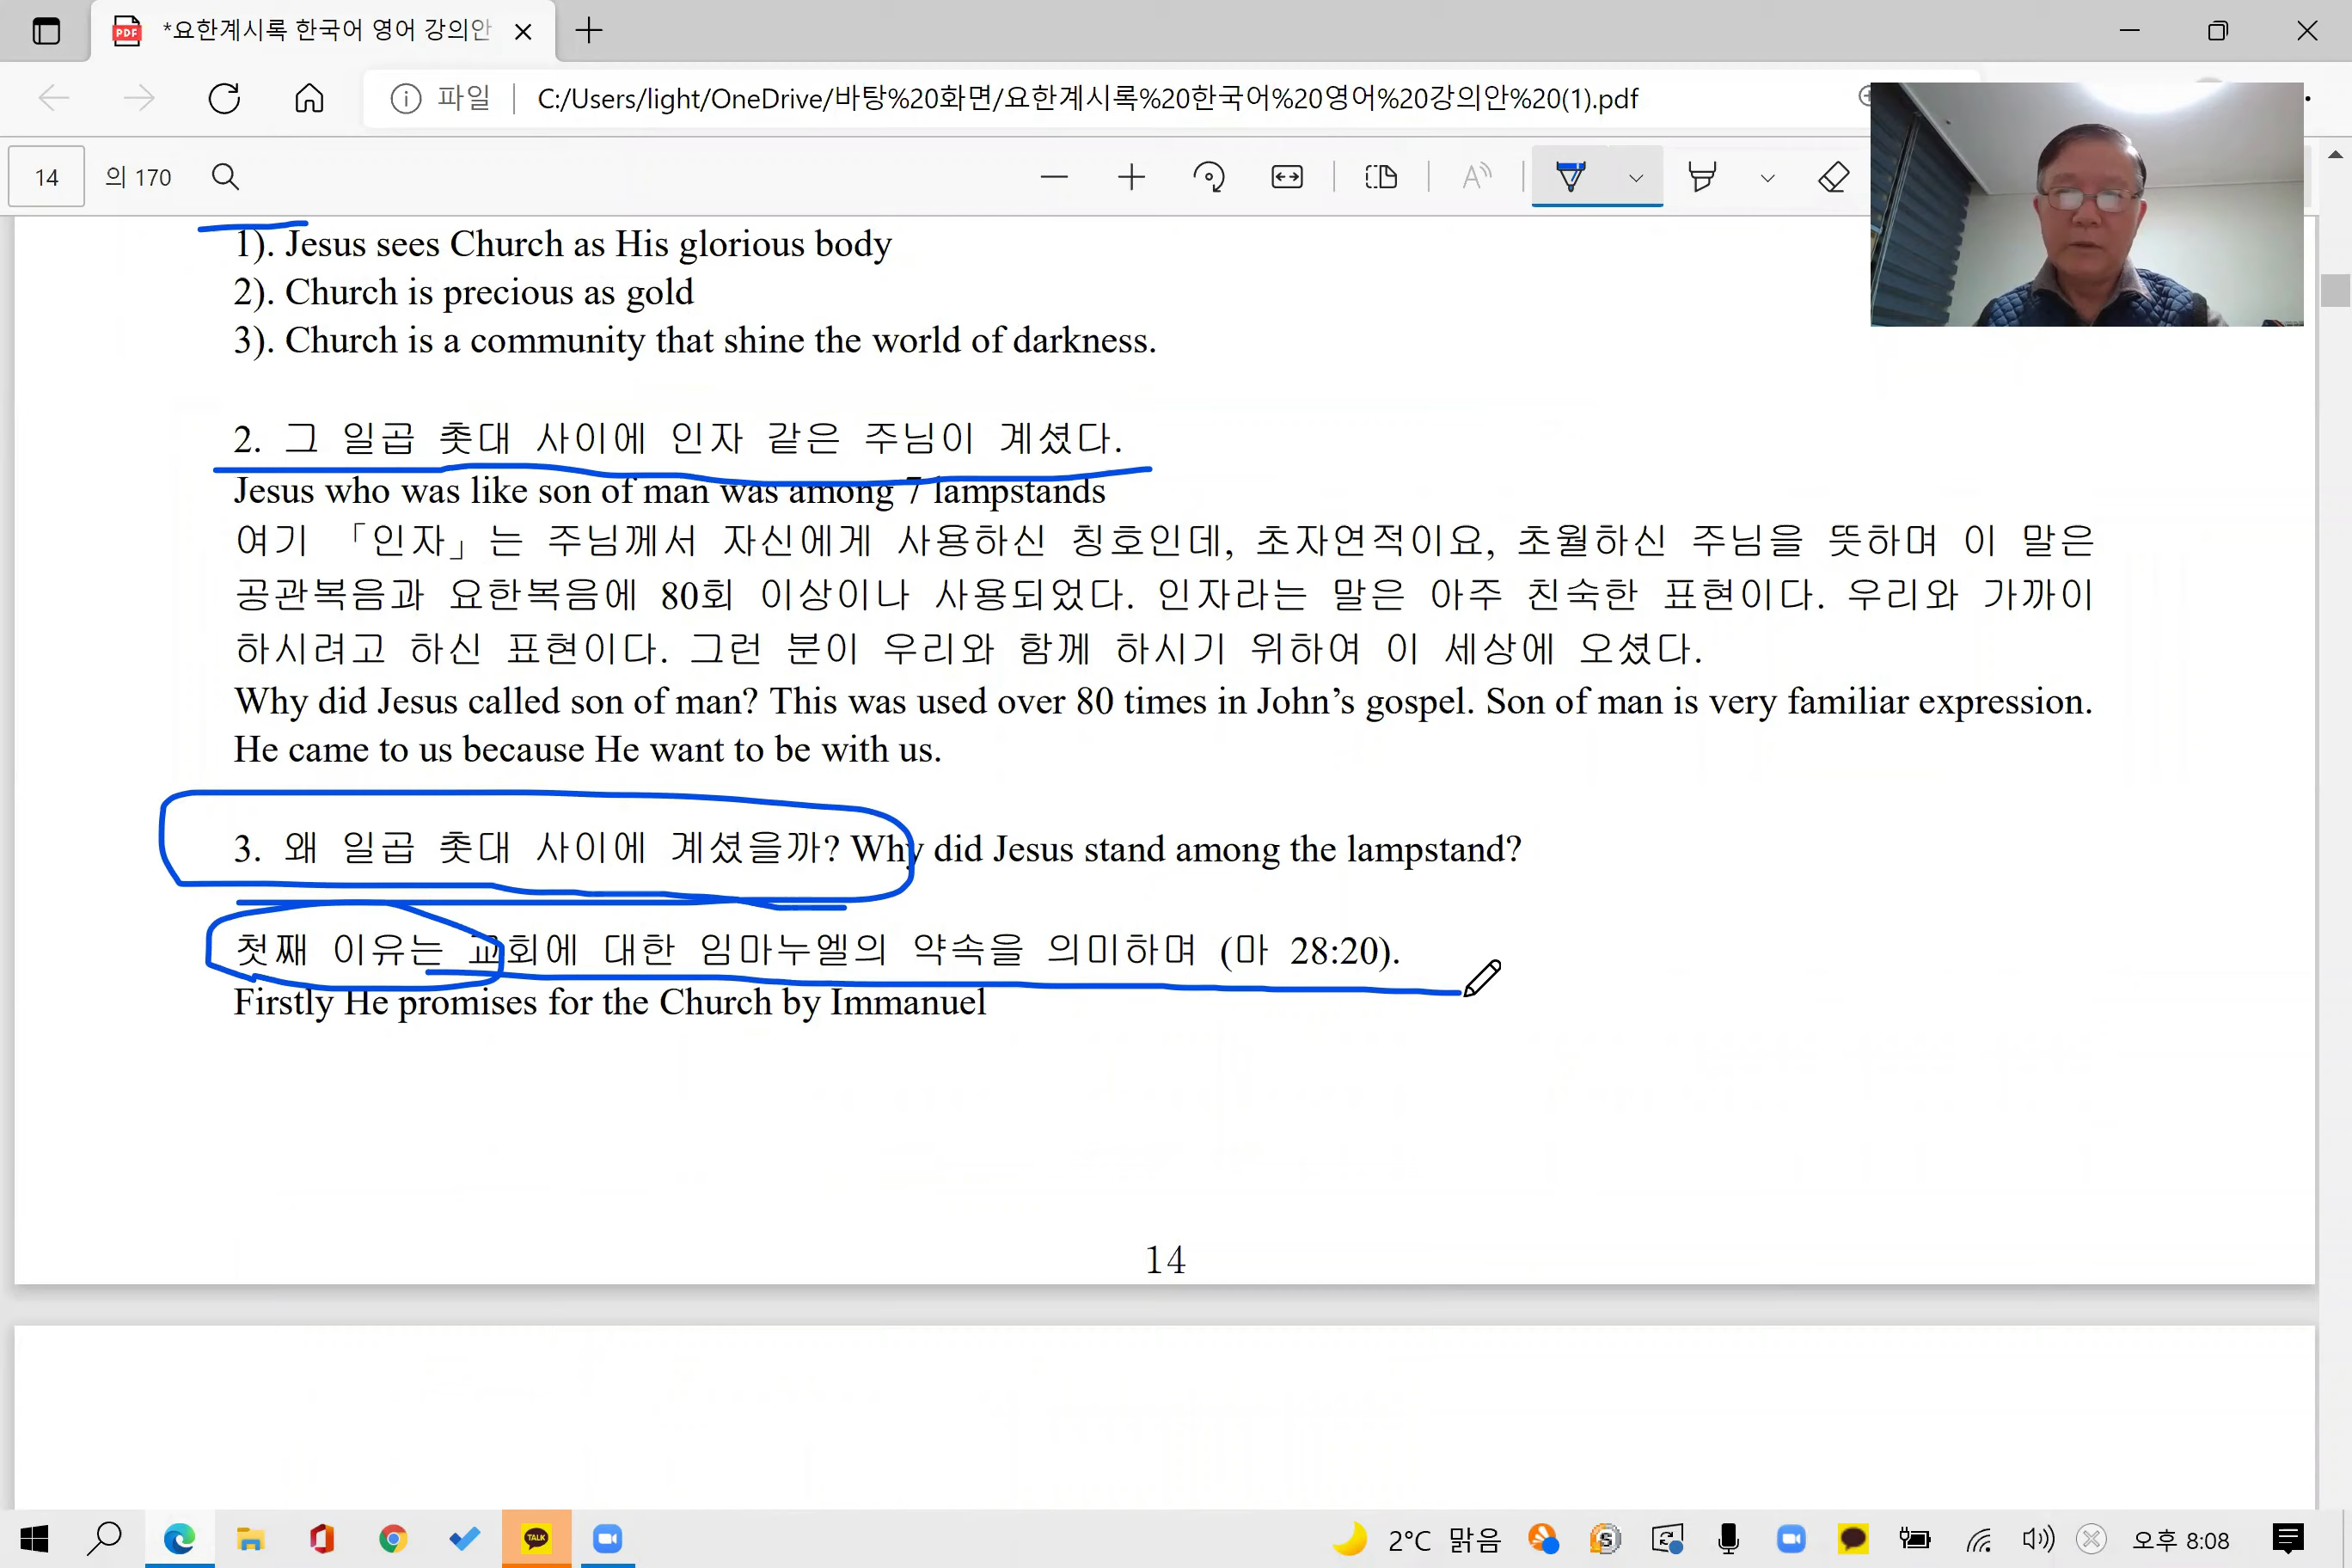 *요한계시록 한국어 영어 강의안
파일 C:/Users/light/OneDrive/바탕%20화면/요한계시록%20한국어%20영어%20강의안%20(1).pdf
14 의 170
1). Jesus sees Church as His glorious body
2). Church is precious as gold
3). Church is a community that shine the world of darkness.
2. 그 일곱 촛대 사이에 인자 같은 주님이 계셨다.
Jesus who was like son of man was among 7 lampstands
여기 「인자」는 주님께서 자신에게 사용하신 칭호인데, 초자연적이요, 초월하신 주님을 뜻하며 이 말은
공관복음과 요한복음에 80회 이상이나 사용되었다. 인자라는 말은 아주 친숙한 표현이다. 우리와 가까이
하시려고 하신 표현이다. 그런 분이 우리와 함께 하시기 위하여 이 세상에 오셨다.
Why did Jesus called son of man? This was used over 80 times in John’s gospel. Son of man is very familiar expression.
He came to us because He want to be with us.
3. 왜 일곱 촛대 사이에 계셨을까? Why did Jesus stand among the lampstand?
첫째 이유는 교회에 대한 임마누엘의 약속을 의미하며 (마 28:20).
Firstly He promises for the Church by Immanuel
14
2°C 맑음 오후 8:08